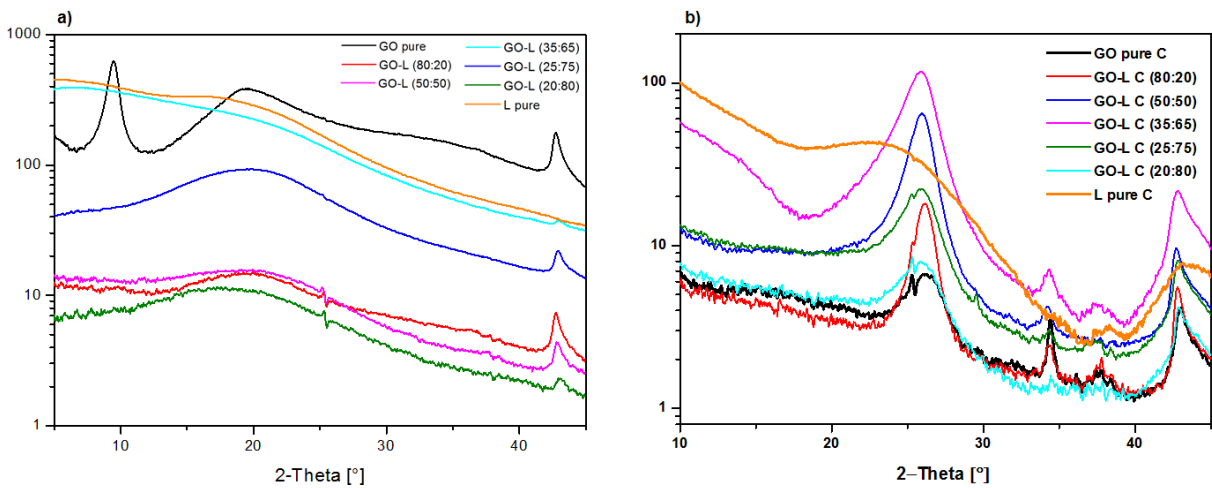 a)
GO pure
GO-L (80:20)
GO-L (50:50)
GO-L (35:65)
GO-L (25:75)
GO-L (20:80)
L pure
1000
100
10
1
10
20
30
40
2-Theta [°]
b)
GO pure C
GO-L C (80:20)
GO-L C (50:50)
GO-L C (35:65)
GO-L C (25:75)
GO-L C (20:80)
L pure C
100
10
1
10
20
30
40
2−Theta [°]